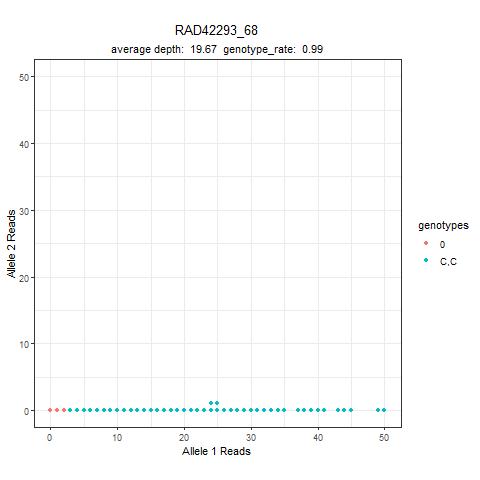 RAD42293_68
average depth:  19.67  genotype_rate:  0.99
50
40
30
20
10
0
Allele 2 Reads
0 10 20 30 40 50
Allele 1 Reads
genotypes
0
C,C